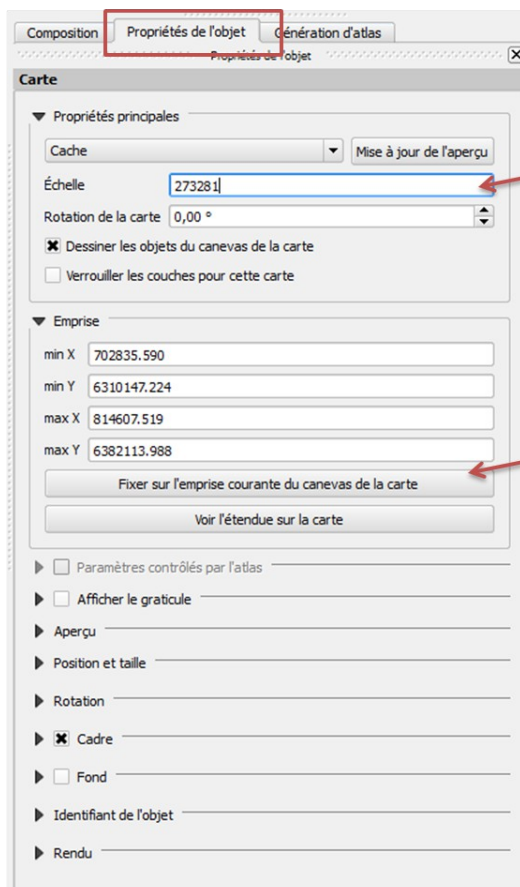 Composition Propriétés de l'objet Génération d'atlas
Propriétés de l'objet
Carte
Propriétés principales
Cache Mise à jour de l'aperçu
Échelle 273281
Rotation de la carte 0,00 °
Dessiner les objets du canevas de la carte
Verrouiller les couches pour cette carte
Emprise
min X 702835.590
min Y 6310147.224
max X 814607.519
max Y 6382113.988
Fixer sur l'emprise courante du canevas de la carte
Voir l'étendue sur la carte
Paramètres contrôlés par l'atlas
Afficher le graticule
Aperçu
Position et taille
Rotation
Cadre
Fond
Identifiant de l'objet
Rendu